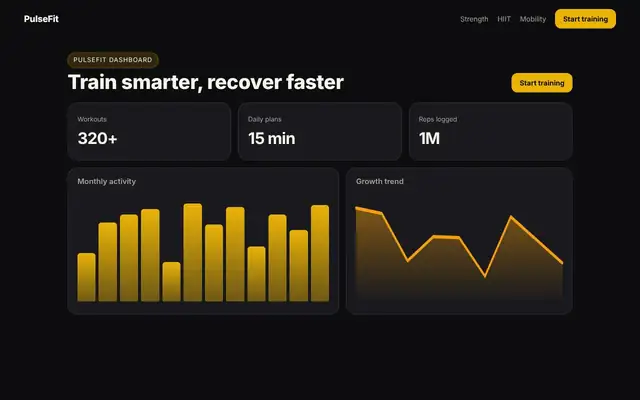 PulseFit
Strength HIIT Mobility Start training
PULSEFIT DASHBOARD
Train smarter, recover faster
Start training
Workouts
320+
Daily plans
15 min
Reps logged
1M
Monthly activity
Growth trend